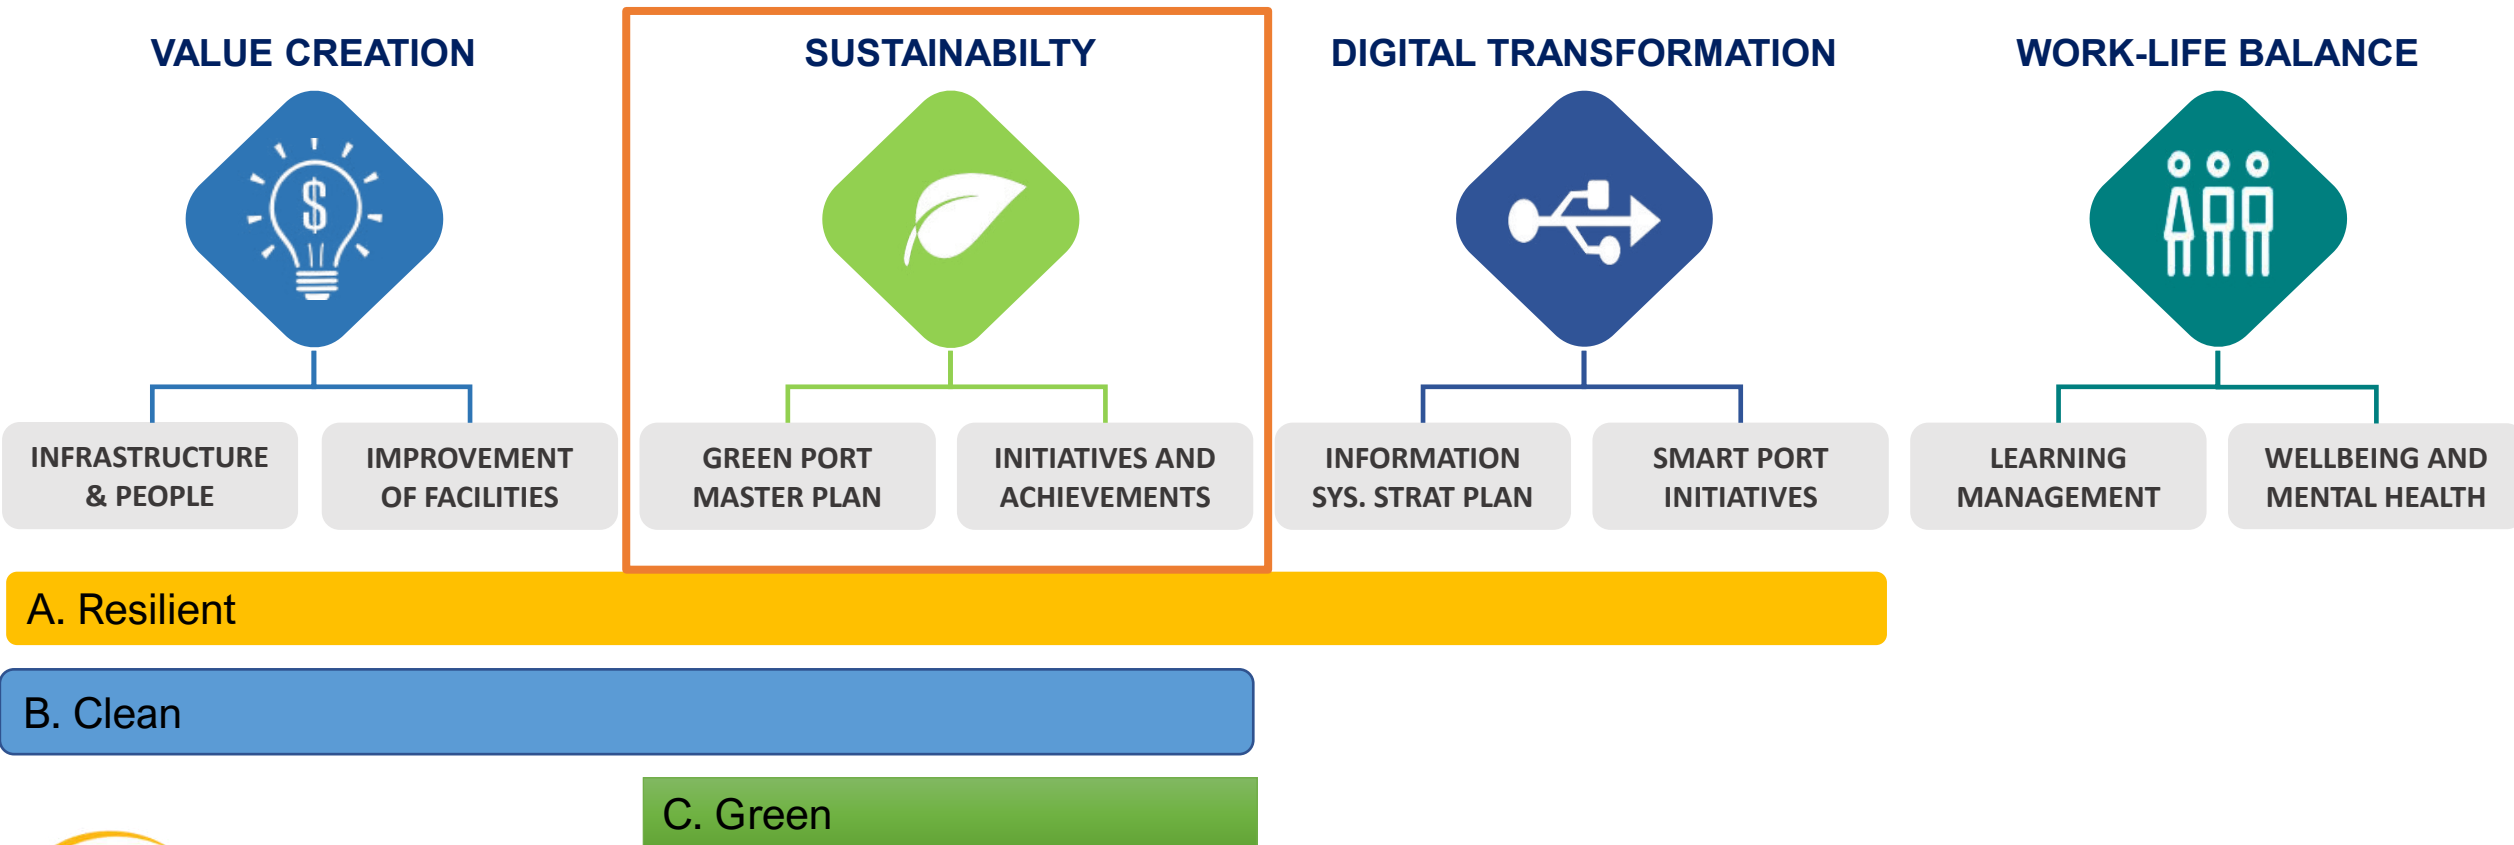 VALUE CREATION
SUSTAINABILTY
DIGITAL TRANSFORMATION
WORK-LIFE BALANCE
$
INFRASTRUCTURE
& PEOPLE
IMPROVEMENT
OF FACILITIES
GREEN PORT
MASTER PLAN
INITIATIVES AND
ACHIEVEMENTS
INFORMATION
SYS. STRAT PLAN
SMART PORT
INITIATIVES
LEARNING
MANAGEMENT
WELLBEING AND
MENTAL HEALTH
A. Resilient
B. Clean
C. Green